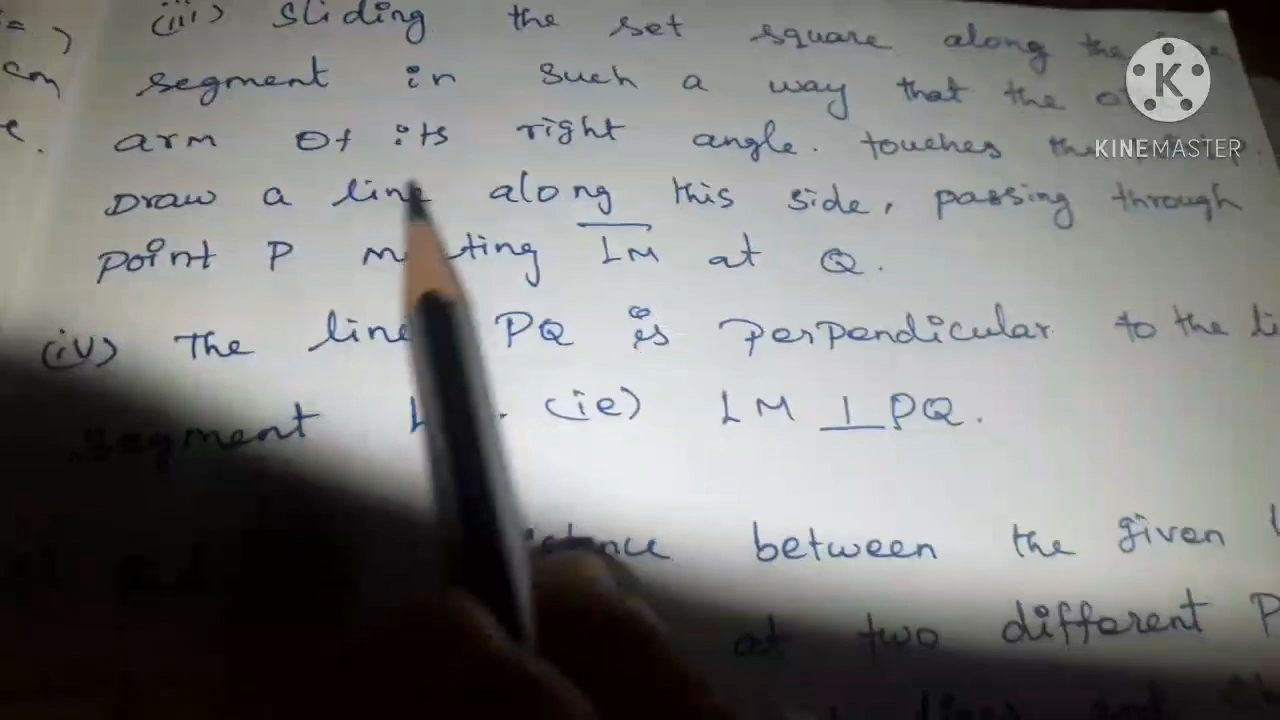 (iii) sliding the set square along the
segment in such a way that the
arm of its right angle. touches the
Draw a line along this side, passing through
point P LM at Q.
(iv) The line PQ is perpendicular to the
segment (ie) LM ⊥ PQ.
between the given
at two different
K
KINEMASTER